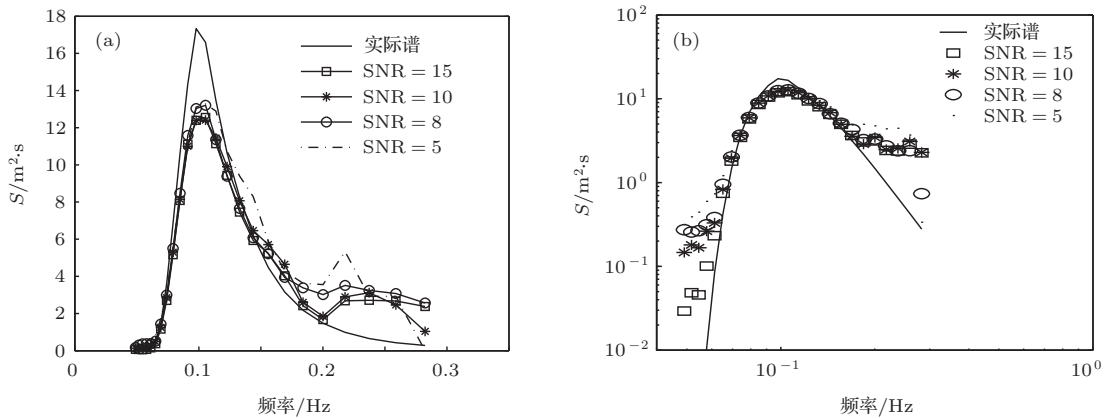 18
16
14
12
10
8
6
4
2
0
(a)
实际谱
SNR = 15
SNR = 10
SNR = 8
SNR = 5
S/m²·s
0
0.1
0.2
0.3
频率/Hz
10²
10¹
10⁰
10⁻¹
10⁻²
(b)
实际谱
SNR = 15
SNR = 10
SNR = 8
SNR = 5
S/m²·s
10⁻¹
10⁰
频率/Hz